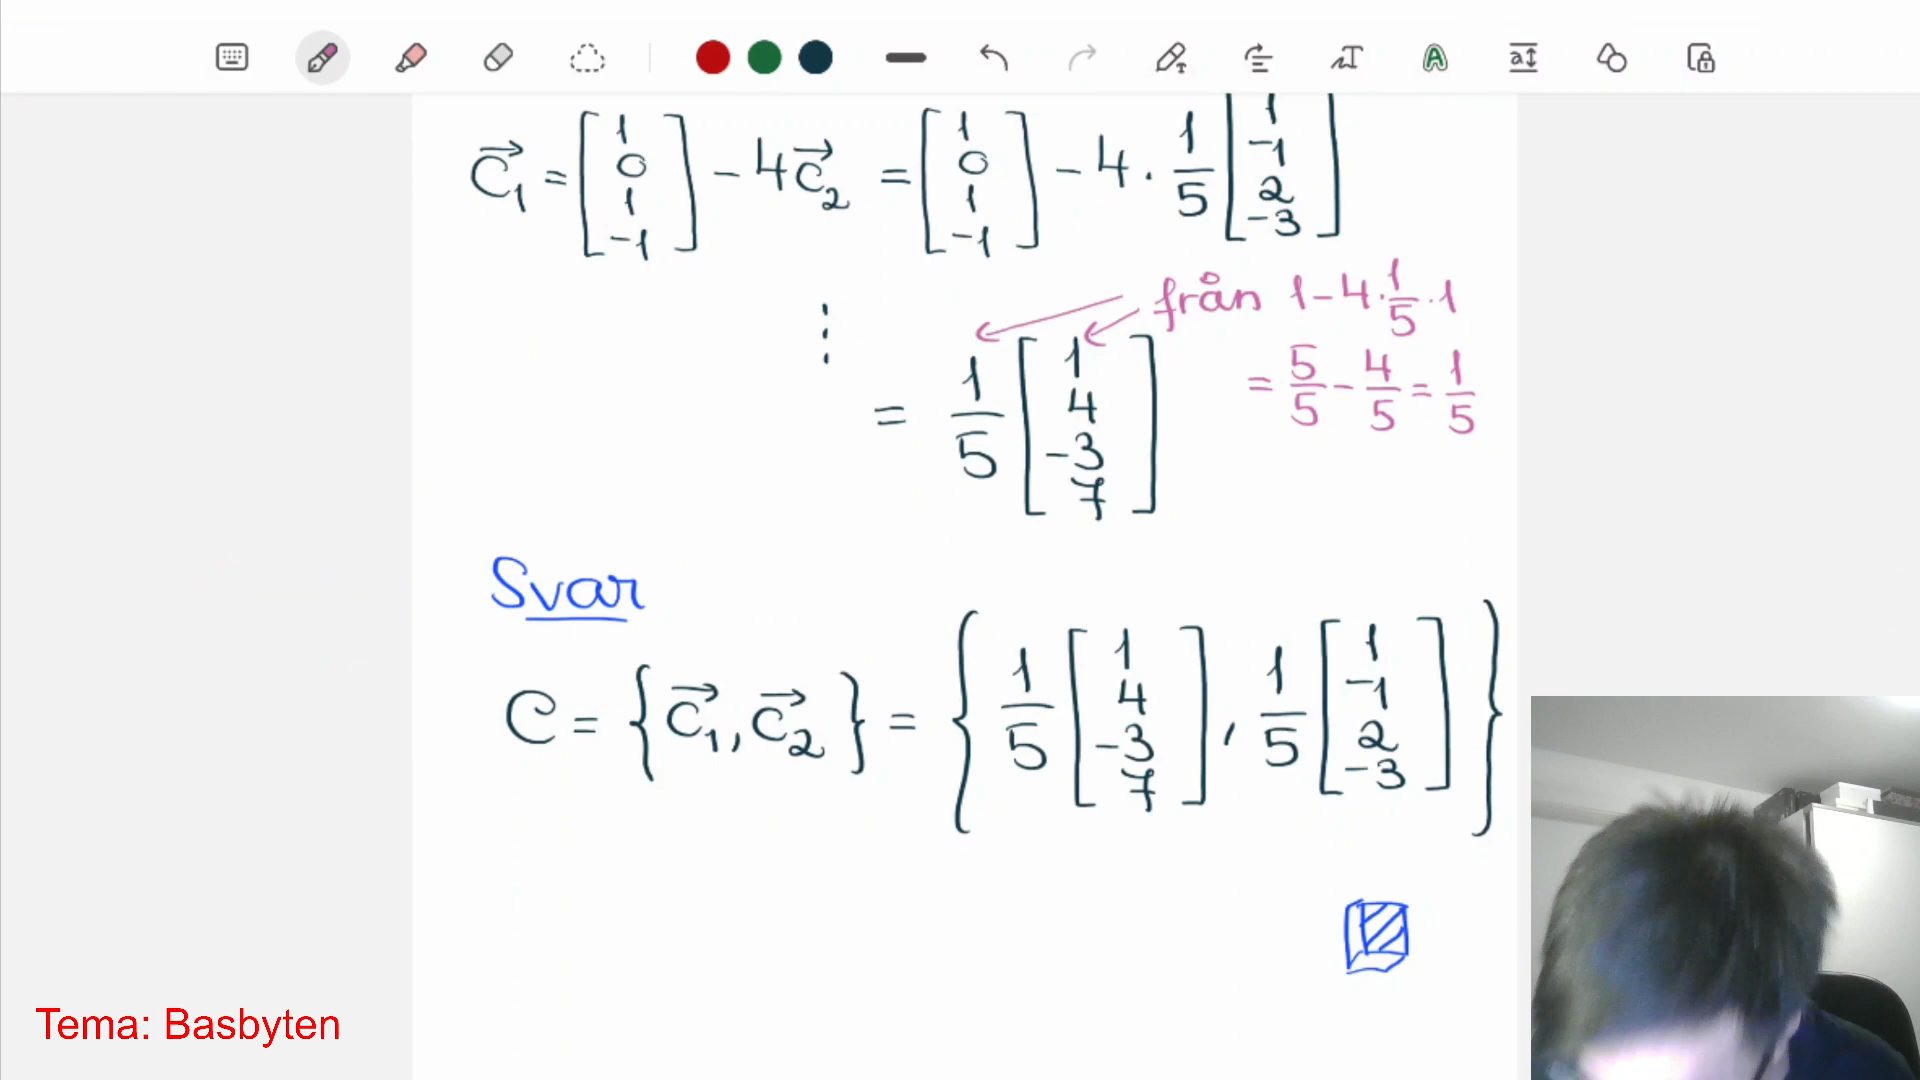 c⃗₁ = [1 0 1 -1] - 4c⃗₂ = [1 0 1 -1] - 4 · 1/5 [1 -1 2 -3]
från 1 - 4 · 1/5 · 1
= 5/5 - 4/5 = 1/5
⋮
= 1/5 [1 4 -3 7]
Svar
C = {c⃗₁, c⃗₂} = {1/5 [1 4 -3 7], 1/5 [1 -1 2 -3]}
Tema: Basbyten